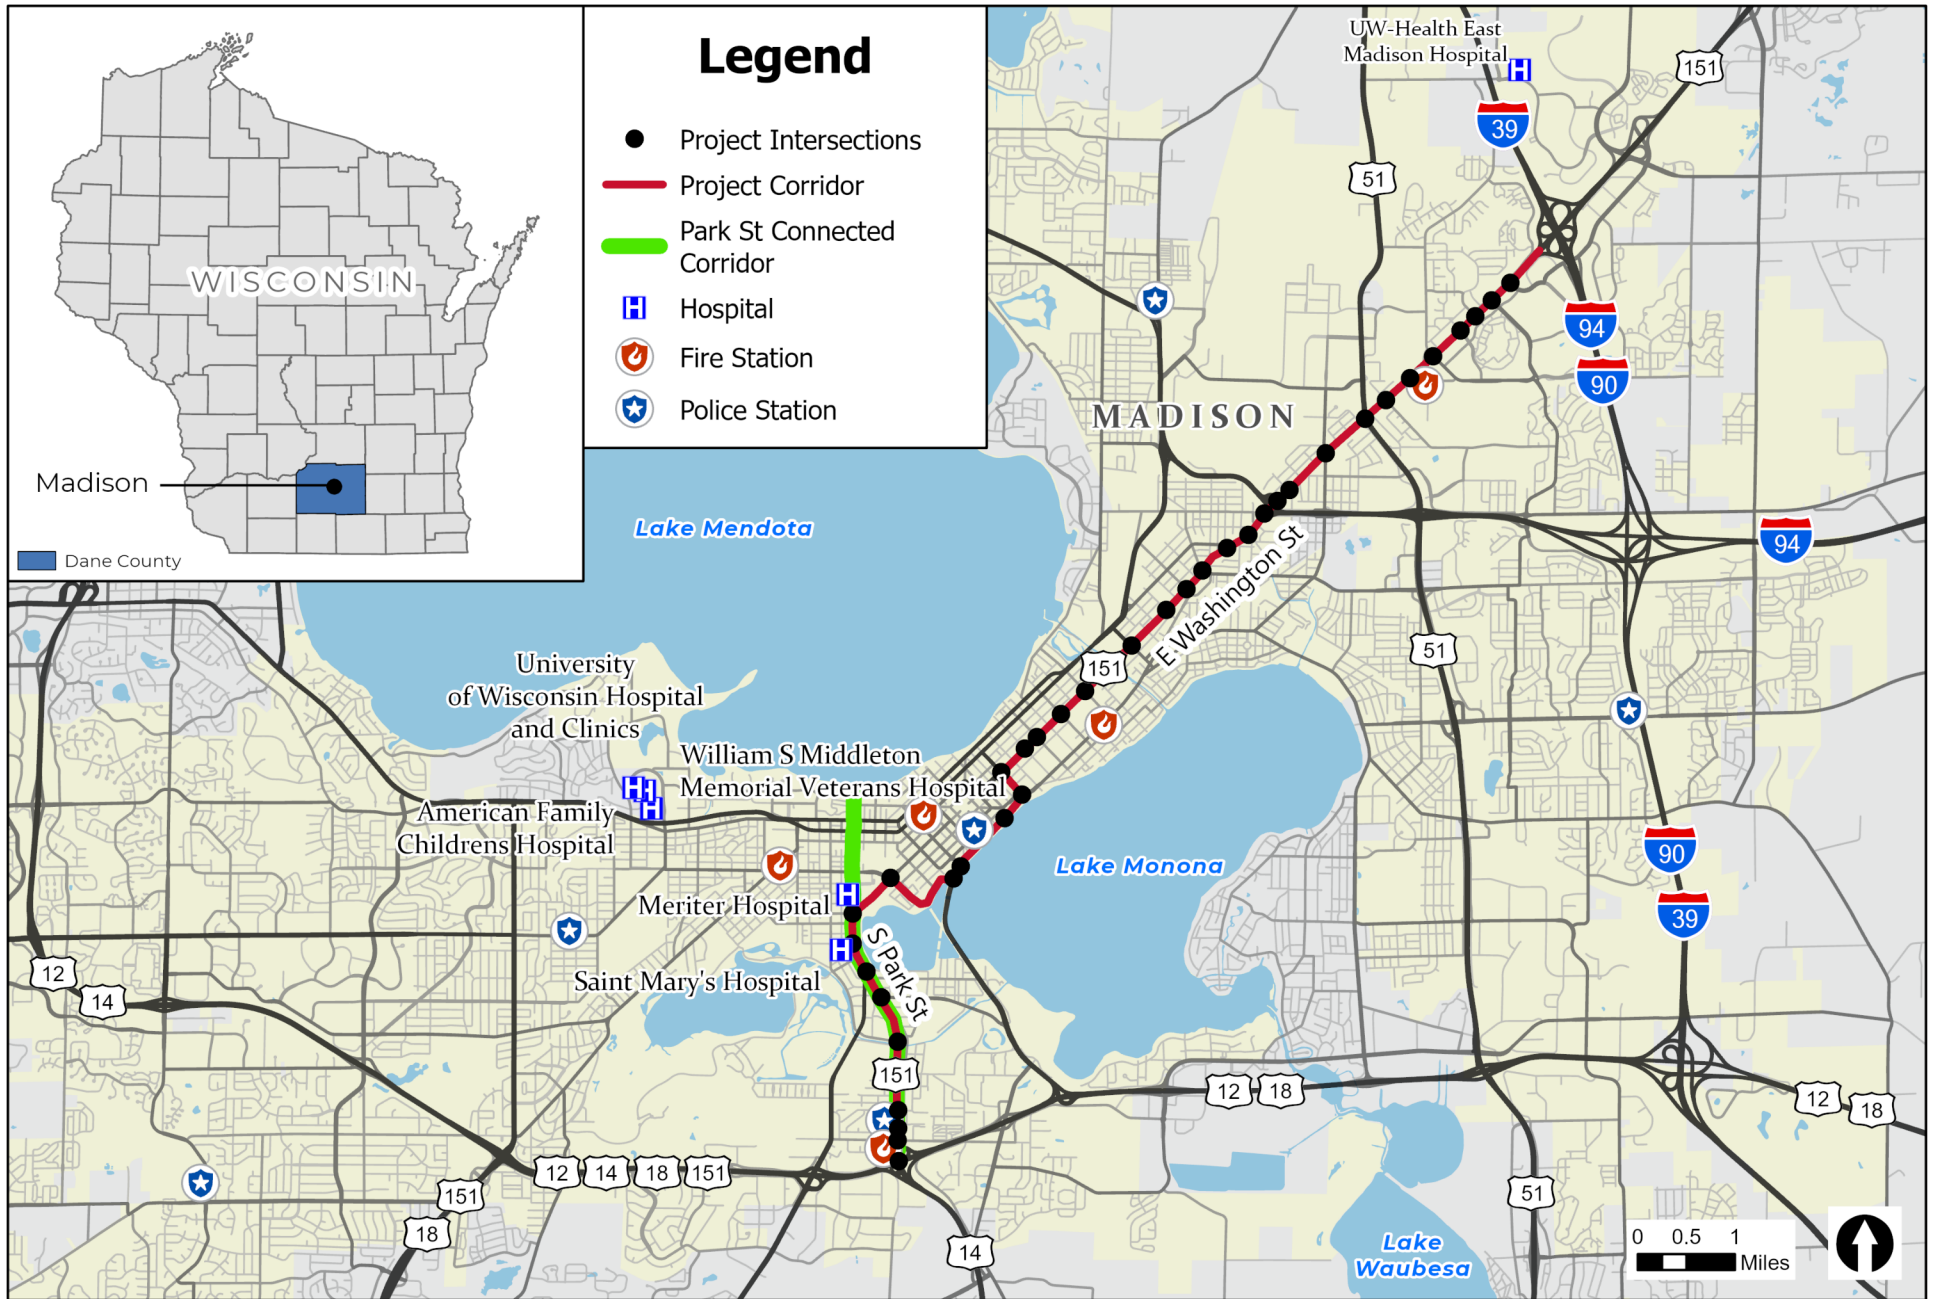 WISCONSIN
Madison
Dane County
Legend
Project Intersections
Project Corridor
Park St Connected
Corridor
H
Hospital
Fire Station
Police Station
UW-Health East
Madison Hospital
H
151
39
51
94
90
MADISON
Lake Mendota
94
E Washington St
151
51
University
of Wisconsin Hospital
and Clinics
William S Middleton
Memorial Veterans Hospital
H
H
H
American Family
Childrens Hospital
Lake Monona
90
39
H
Meriter Hospital
H
S Park St
Saint Mary's Hospital
12
14
151
12
18
12
18
12
14
18
151
151
18
14
51
Lake
Waubesa
0 0.5 1
Miles